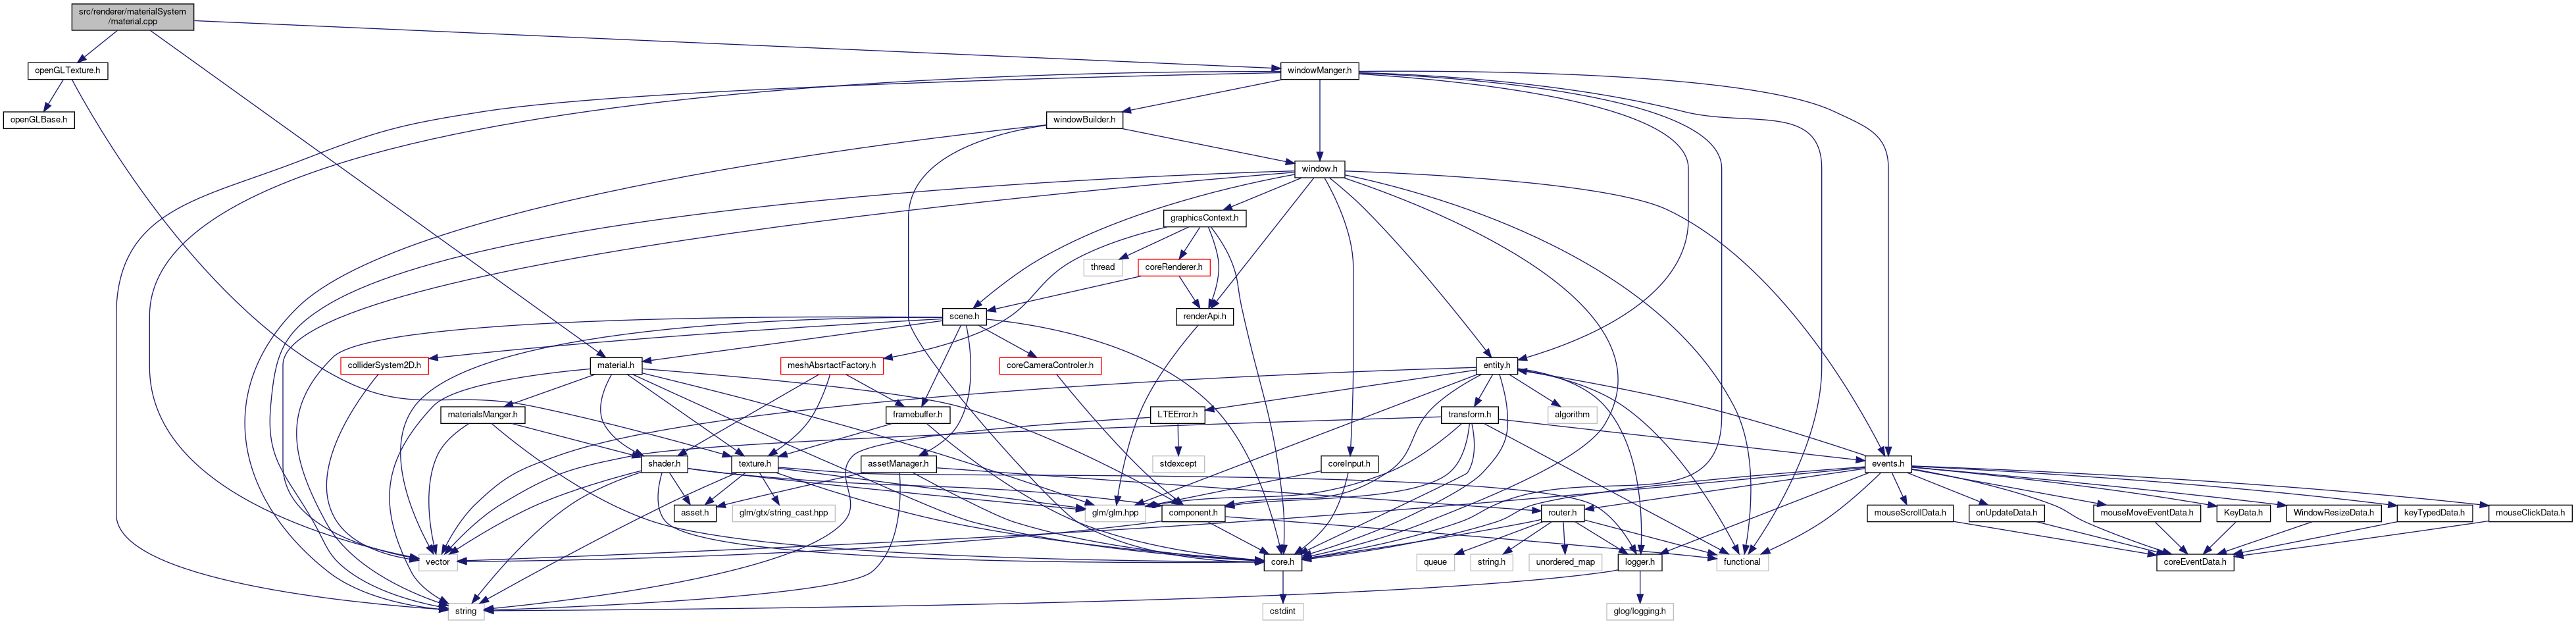 src/renderer/materialSystem
/material.cpp
openGLTexture.h
windowManger.h
openGLBase.h
windowBuilder.h
window.h
graphicsContext.h
thread
coreRenderer.h
scene.h
renderApi.h
colliderSystem2D.h
material.h
meshAbsrtactFactory.h
coreCameraControler.h
entity.h
materialsManger.h
framebuffer.h
LTEError.h
transform.h
algorithm
shader.h
texture.h
assetManager.h
stdexcept
coreInput.h
events.h
asset.h
glm/gtx/string_cast.hpp
glm/glm.hpp
component.h
router.h
mouseScrollData.h
onUpdateData.h
mouseMoveEventData.h
KeyData.h
WindowResizeData.h
keyTypedData.h
mouseClickData.h
vector
core.h
queue
string.h
unordered_map
logger.h
functional
coreEventData.h
string
cstdint
glog/logging.h